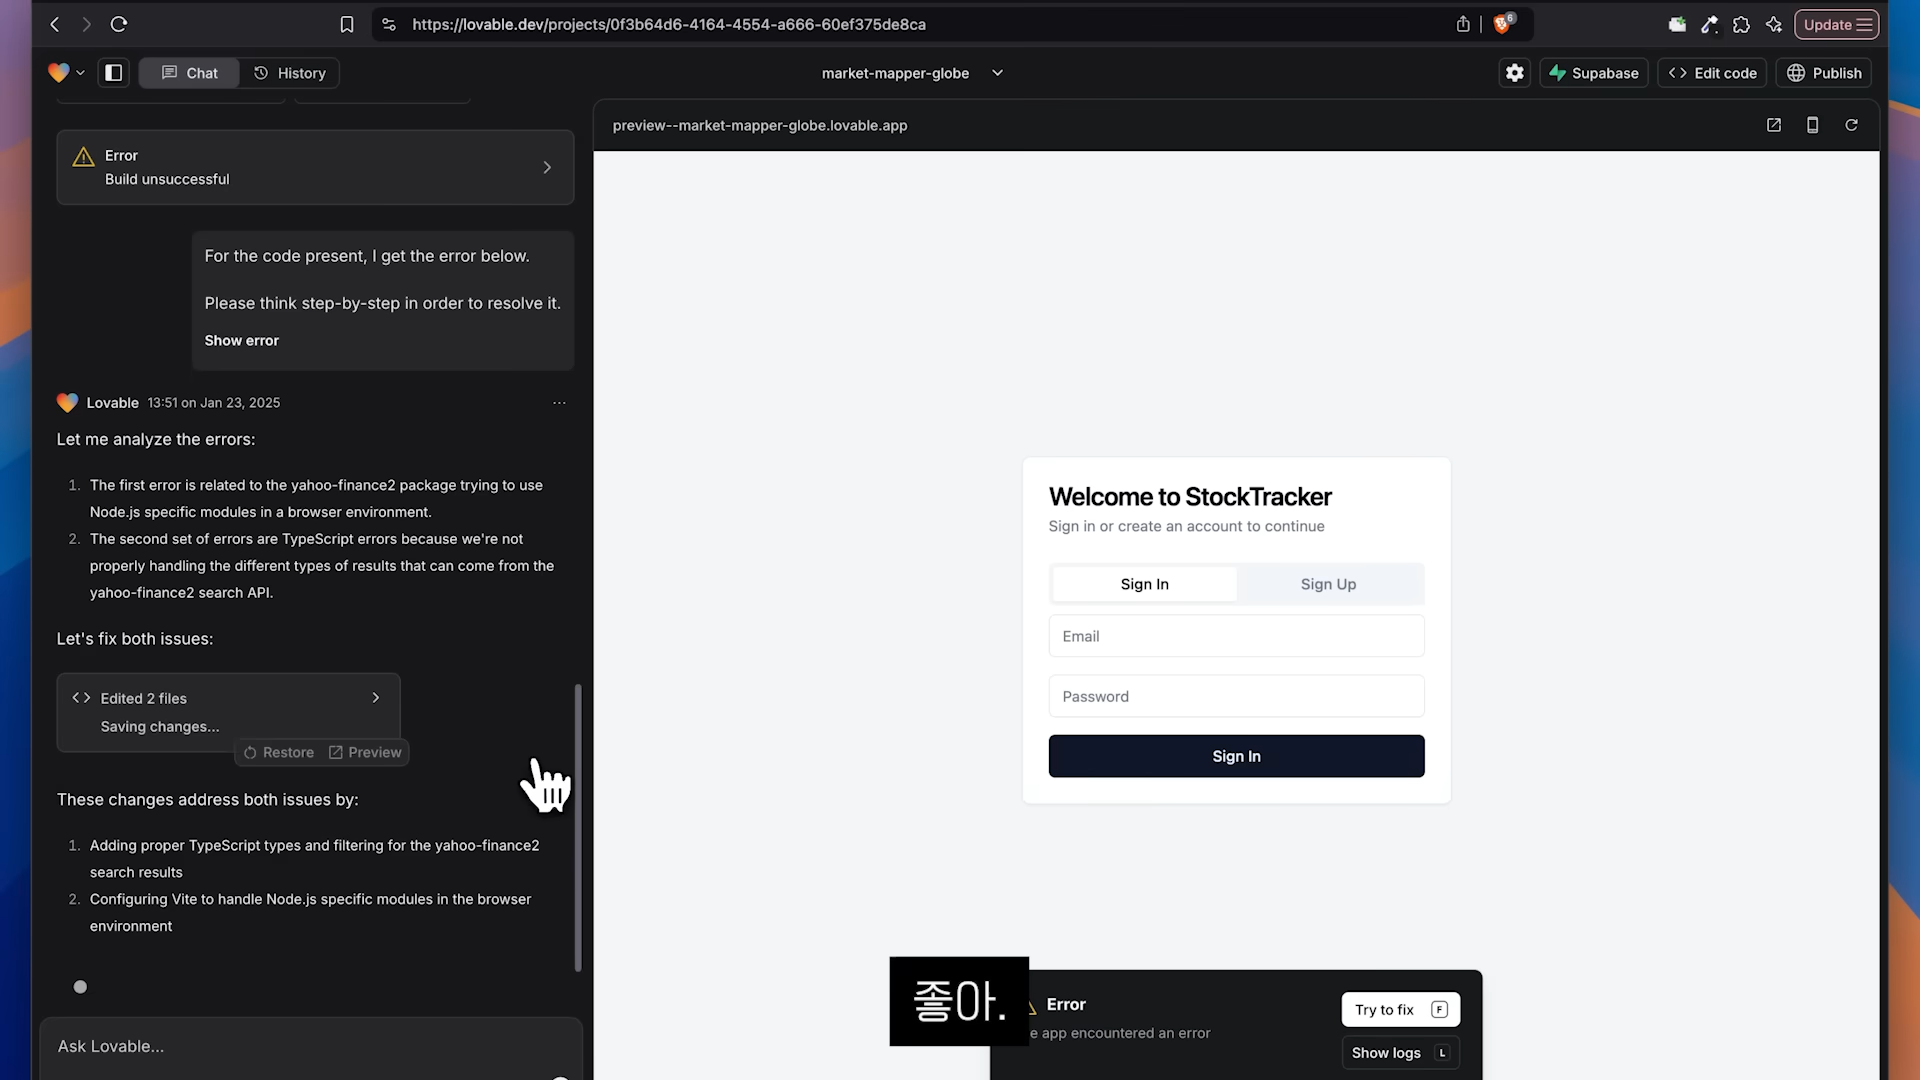 https://lovable.dev/projects/0f3b64d6-4164-4554-a666-60ef375de8ca
6
Update
Chat
History
market-mapper-globe
Supabase
Edit code
Publish
preview--market-mapper-globe.lovable.app
Error
Build unsuccessful
For the code present, I get the error below.
Please think step-by-step in order to resolve it.
Show error
Lovable 13:51 on Jan 23, 2025
Let me analyze the errors:
1. The first error is related to the yahoo-finance2 package trying to use
Node.js specific modules in a browser environment.
2. The second set of errors are TypeScript errors because we're not
properly handling the different types of results that can come from the
yahoo-finance2 search API.
Let's fix both issues:
Edited 2 files
Saving changes...
Restore
Preview
These changes address both issues by:
1. Adding proper TypeScript types and filtering for the yahoo-finance2
search results
2. Configuring Vite to handle Node.js specific modules in the browser
environment
Ask Lovable...
Welcome to StockTracker
Sign in or create an account to continue
Sign In
Sign Up
Email
Password
Sign In
좋아.
Error
e app encountered an error
Try to fix F
Show logs L